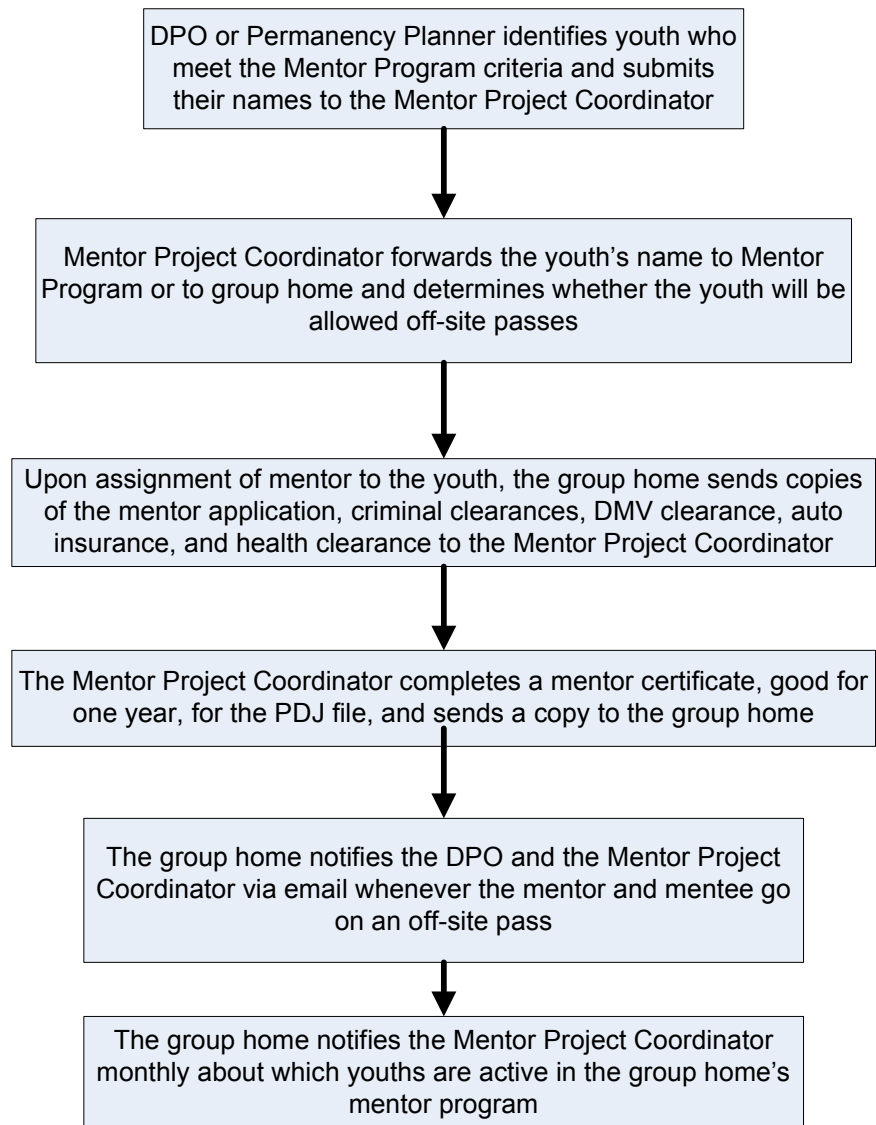 DPO or Permanency Planner identifies youth who
meet the Mentor Program criteria and submits
their names to the Mentor Project Coordinator
Mentor Project Coordinator forwards the youth’s name to Mentor
Program or to group home and determines whether the youth will be
allowed off-site passes
Upon assignment of mentor to the youth, the group home sends copies
of the mentor application, criminal clearances, DMV clearance, auto
insurance, and health clearance to the Mentor Project Coordinator
The Mentor Project Coordinator completes a mentor certificate, good for
one year, for the PDJ file, and sends a copy to the group home
The group home notifies the DPO and the Mentor Project
Coordinator via email whenever the mentor and mentee go
on an off-site pass
The group home notifies the Mentor Project Coordinator
monthly about which youths are active in the group home’s
mentor program